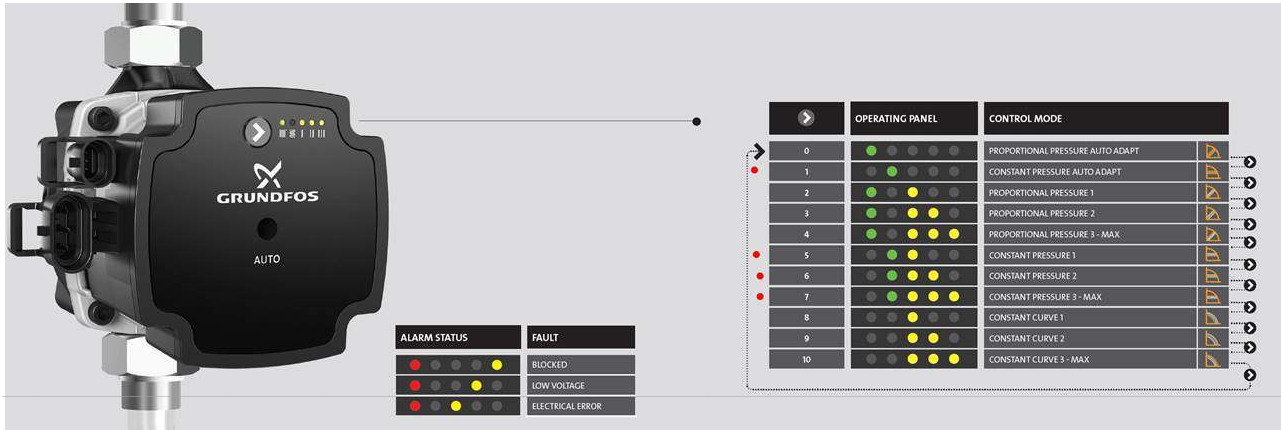 GRUNDFOS
AUTO
ALARM STATUS FAULT
BLOCKED
LOW VOLTAGE
ELECTRICAL ERROR
OPERATING PANEL CONTROL MODE
0 PROPORTIONAL PRESSURE AUTO ADAPT
1 CONSTANT PRESSURE AUTO ADAPT
2 PROPORTIONAL PRESSURE 1
3 PROPORTIONAL PRESSURE 2
4 PROPORTIONAL PRESSURE 3 - MAX
5 CONSTANT PRESSURE 1
6 CONSTANT PRESSURE 2
7 CONSTANT PRESSURE 3 - MAX
8 CONSTANT CURVE 1
9 CONSTANT CURVE 2
10 CONSTANT CURVE 3 - MAX